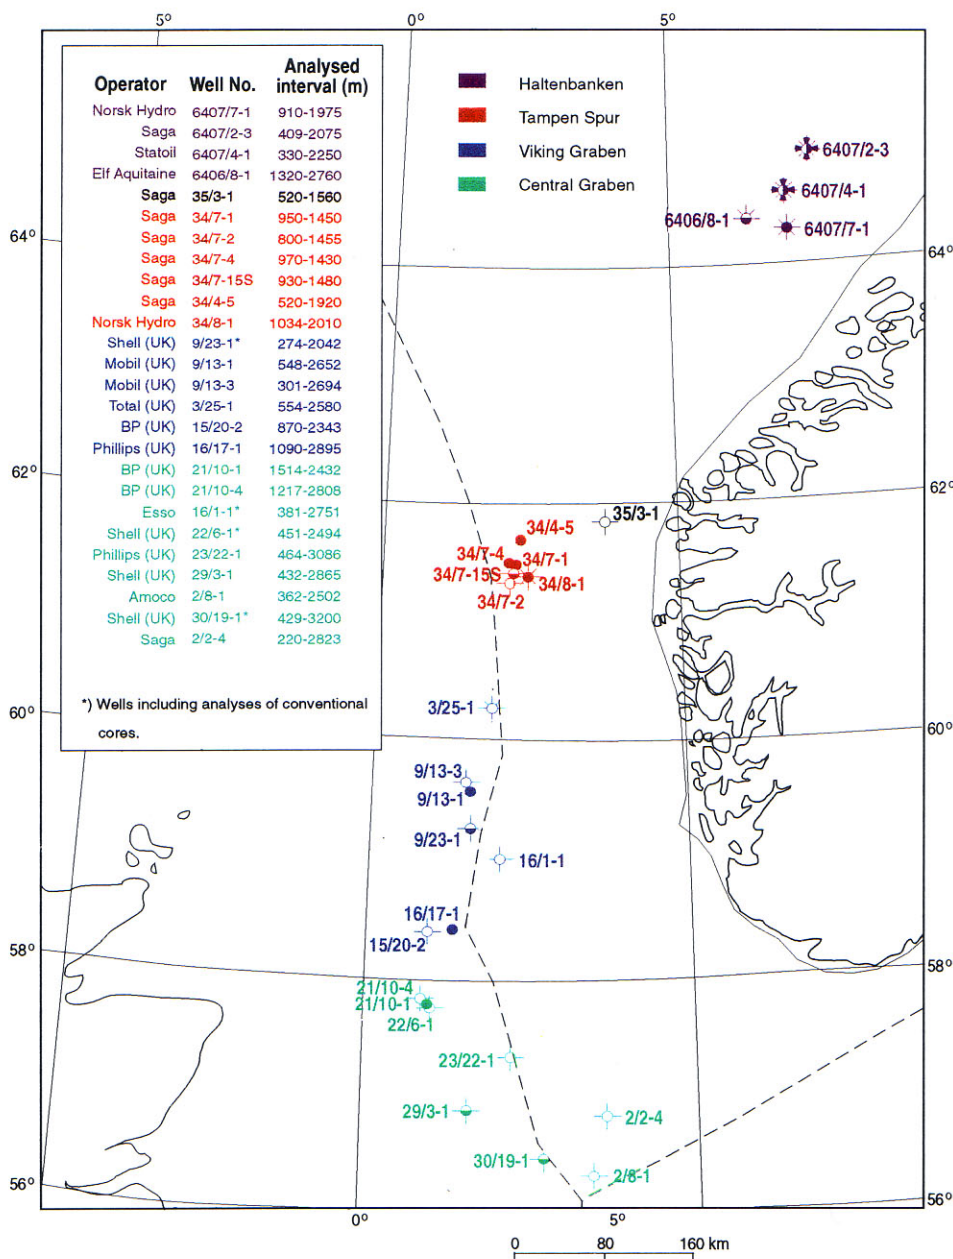 5°
0°
5°
Operator Well No. Analysed interval (m)
Norsk Hydro 6407/7-1 910-1975
Saga 6407/2-3 409-2075
Statoil 6407/4-1 330-2250
Elf Aquitaine 6406/8-1 1320-2760
Saga 35/3-1 520-1560
Saga 34/7-1 950-1450
Saga 34/7-2 800-1455
Saga 34/7-4 970-1430
Saga 34/7-15S 930-1480
Saga 34/4-5 520-1920
Norsk Hydro 34/8-1 1034-2010
Shell (UK) 9/23-1* 274-2042
Mobil (UK) 9/13-1 548-2652
Mobil (UK) 9/13-3 301-2694
Total (UK) 3/25-1 554-2580
BP (UK) 15/20-2 870-2343
Phillips (UK) 16/17-1 1090-2895
BP (UK) 21/10-1 1514-2432
BP (UK) 21/10-4 1217-2808
Esso 16/1-1* 381-2751
Shell (UK) 22/6-1* 451-2494
Phillips (UK) 23/22-1 464-3086
Shell (UK) 29/3-1 432-2865
Amoco 2/8-1 362-2502
Shell (UK) 30/19-1* 429-3200
Saga 2/2-4 220-2823
*) Wells including analyses of conventional
cores.
Haltenbanken
Tampen Spur
Viking Graben
Central Graben
6407/2-3
6407/4-1
6406/8-1
6407/7-1
64°
64°
62°
62°
35/3-1
34/4-5
34/7-4
34/7-1
34/7-15S
34/8-1
34/7-2
3/25-1
60°
60°
9/13-3
9/13-1
9/23-1
16/1-1
16/17-1
15/20-2
58°
58°
21/10-4
21/10-1
22/6-1
23/22-1
29/3-1
2/2-4
30/19-1
2/8-1
56°
56°
0°
5°
0 80 160 km